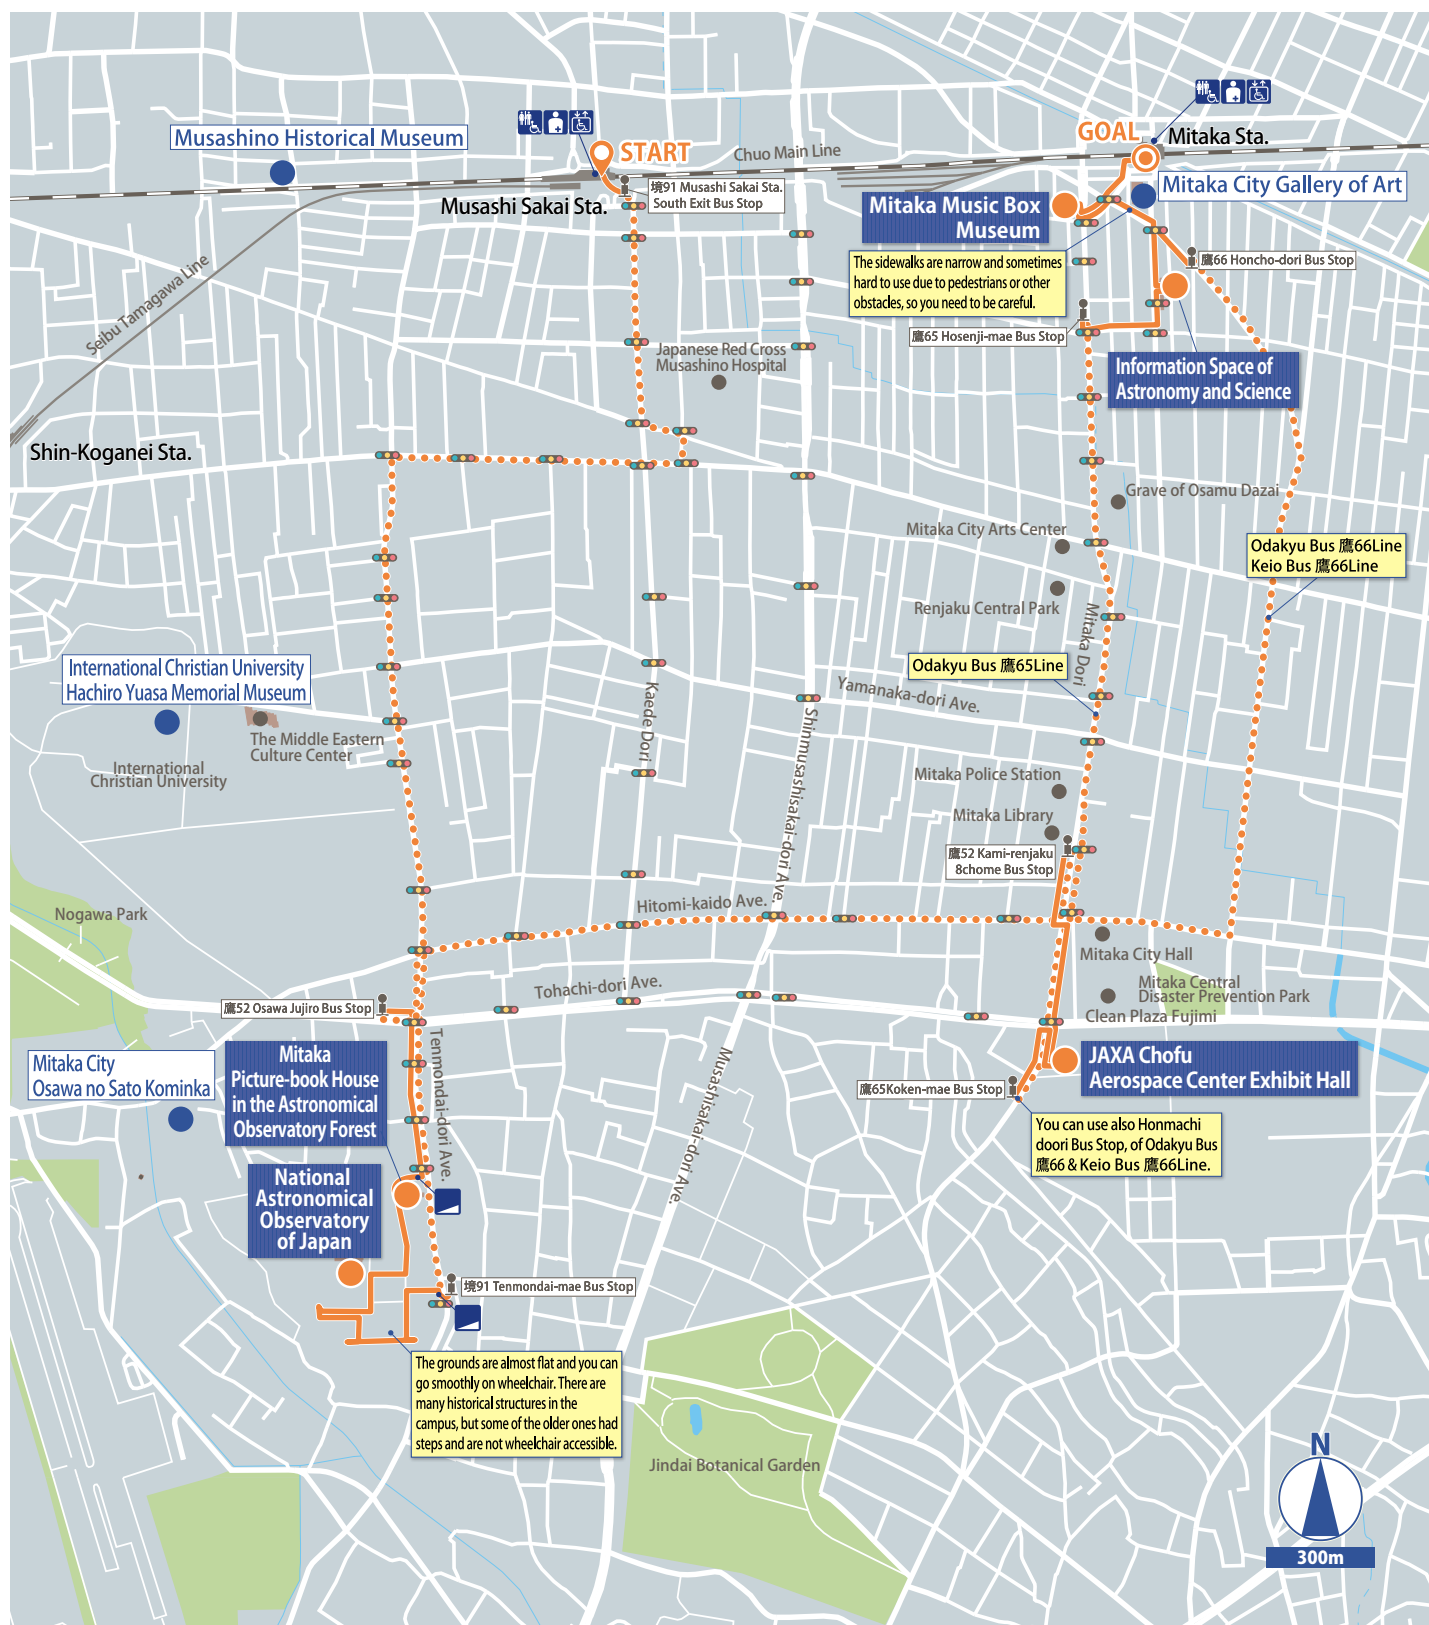 Musashino Historical Museum
START
Chuo Main Line
GOAL
Mitaka Sta.
境91 Musashi Sakai Sta.
South Exit Bus Stop
Musashi Sakai Sta.
Mitaka City Gallery of Art
Mitaka Music Box
Museum
The sidewalks are narrow and sometimes
hard to use due to pedestrians or other
obstacles, so you need to be careful.
鷹66 Honcho-dori Bus Stop
Seibu Tamagawa Line
鷹65 Hosenji-mae Bus Stop
Japanese Red Cross
Musashino Hospital
Information Space of
Astronomy and Science
Shin-Koganei Sta.
Grave of Osamu Dazai
Mitaka City Arts Center
Odakyu Bus 鷹66Line
Keio Bus 鷹66Line
Renjaku Central Park
Mitaka Dori
International Christian University
Hachiro Yuasa Memorial Museum
Odakyu Bus 鷹65Line
Yamanaka-dori Ave.
Kaede Dori
Shinmusashisakai-dori Ave.
The Middle Eastern
Culture Center
International
Christian University
Mitaka Police Station
Mitaka Library
鷹52 Kami-renjaku
8chome Bus Stop
Nogawa Park
Hitomi-kaido Ave.
Mitaka City Hall
Mitaka Central
Disaster Prevention Park
Clean Plaza Fujimi
Tohachi-dori Ave.
鷹52 Osawa Jujiro Bus Stop
Tenmondai-dori Ave.
Musashisakai-dori Ave.
Mitaka City
Osawa no Sato Kominka
Mitaka
Picture-book House
in the Astronomical
Observatory Forest
JAXA Chofu
Aerospace Center Exhibit Hall
鷹65Koken-mae Bus Stop
You can use also Honmachi
doori Bus Stop, of Odakyu Bus
鷹66 & Keio Bus 鷹66Line.
National
Astronomical
Observatory
of Japan
境91 Tenmondai-mae Bus Stop
The grounds are almost flat and you can
go smoothly on wheelchair. There are
many historical structures in the
campus, but some of the older ones had
steps and are not wheelchair accessible.
Jindai Botanical Garden
N
300m